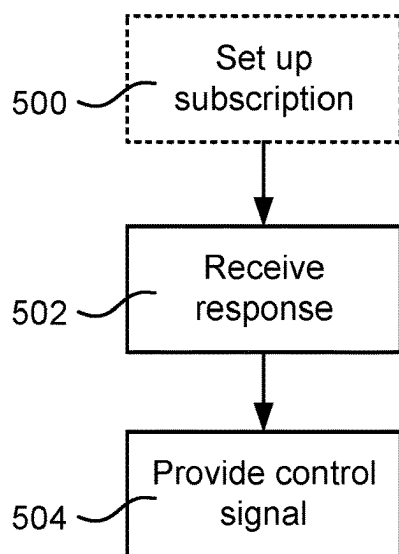 500
Set up
subscription
502
Receive
response
504
Provide control
signal